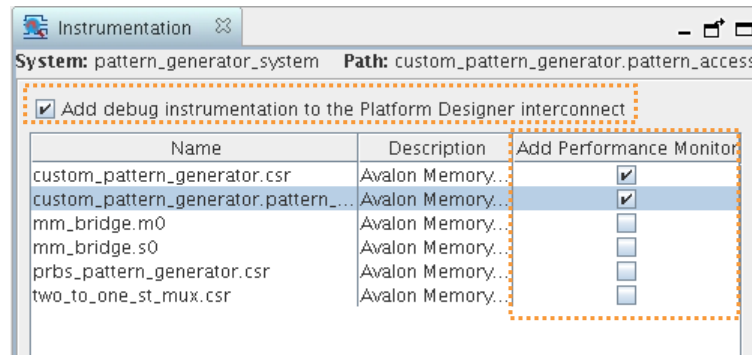 Instrumentation
System: pattern_generator_system Path: custom_pattern_generator.pattern_access
Add debug instrumentation to the Platform Designer interconnect
Name Description Add Performance Monitor
custom_pattern_generator.csr Avalon Memory...
custom_pattern_generator.pattern_... Avalon Memory...
mm_bridge.m0 Avalon Memory...
mm_bridge.s0 Avalon Memory...
prbs_pattern_generator.csr Avalon Memory...
two_to_one_st_mux.csr Avalon Memory...